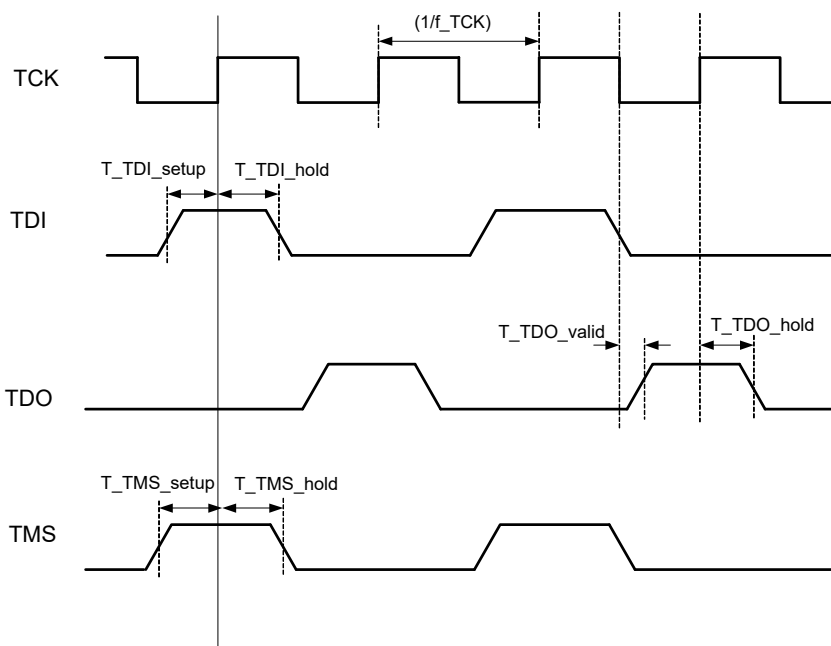 (1/f_TCK)
TCK
T_TDI_setup T_TDI_hold
TDI
T_TDO_valid T_TDO_hold
TDO
T_TMS_setup T_TMS_hold
TMS